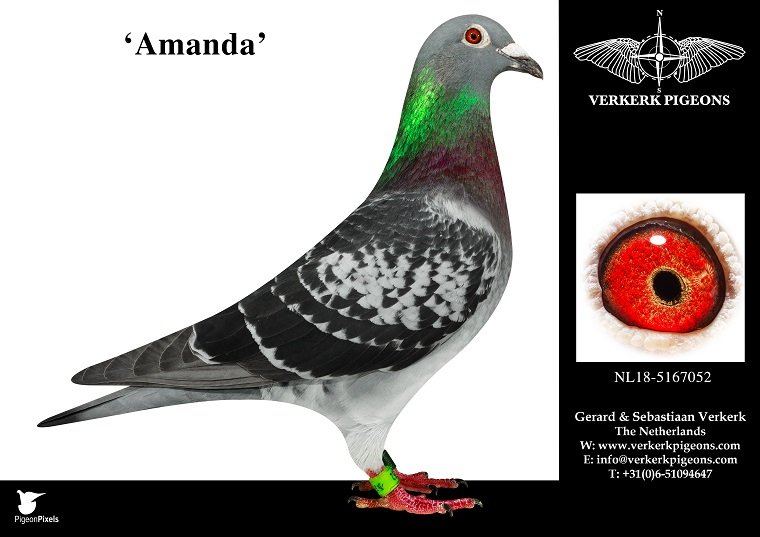 ‘Amanda’
N
S
VERKERK PIGEONS
NL18-5167052
Gerard & Sebastiaan Verkerk
The Netherlands
W: www.verkerkpigeons.com
E: info@verkerkpigeons.com
T: +31(0)6-51094647
PigeonPixels